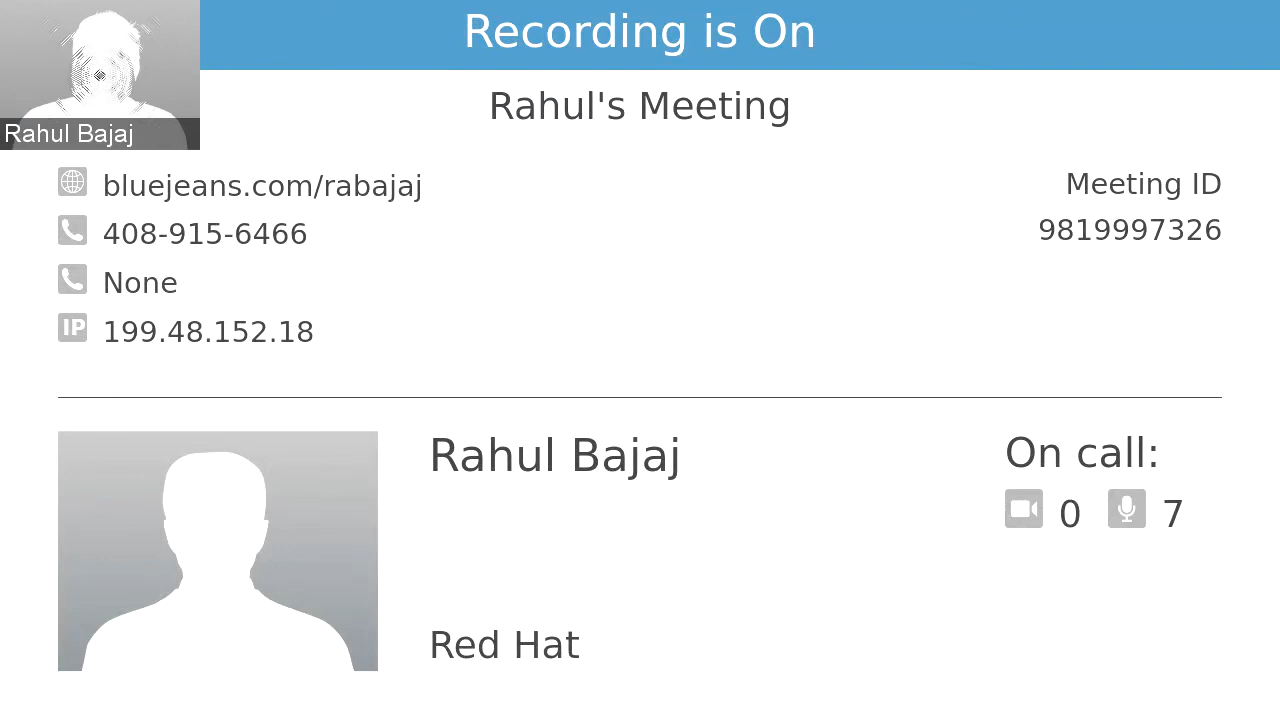 Recording is On
Rahul Bajaj
Rahul's Meeting
bluejeans.com/rabajaj
408-915-6466
None
IP 199.48.152.18
Meeting ID
9819997326
Rahul Bajaj
Red Hat
On call:
0 7